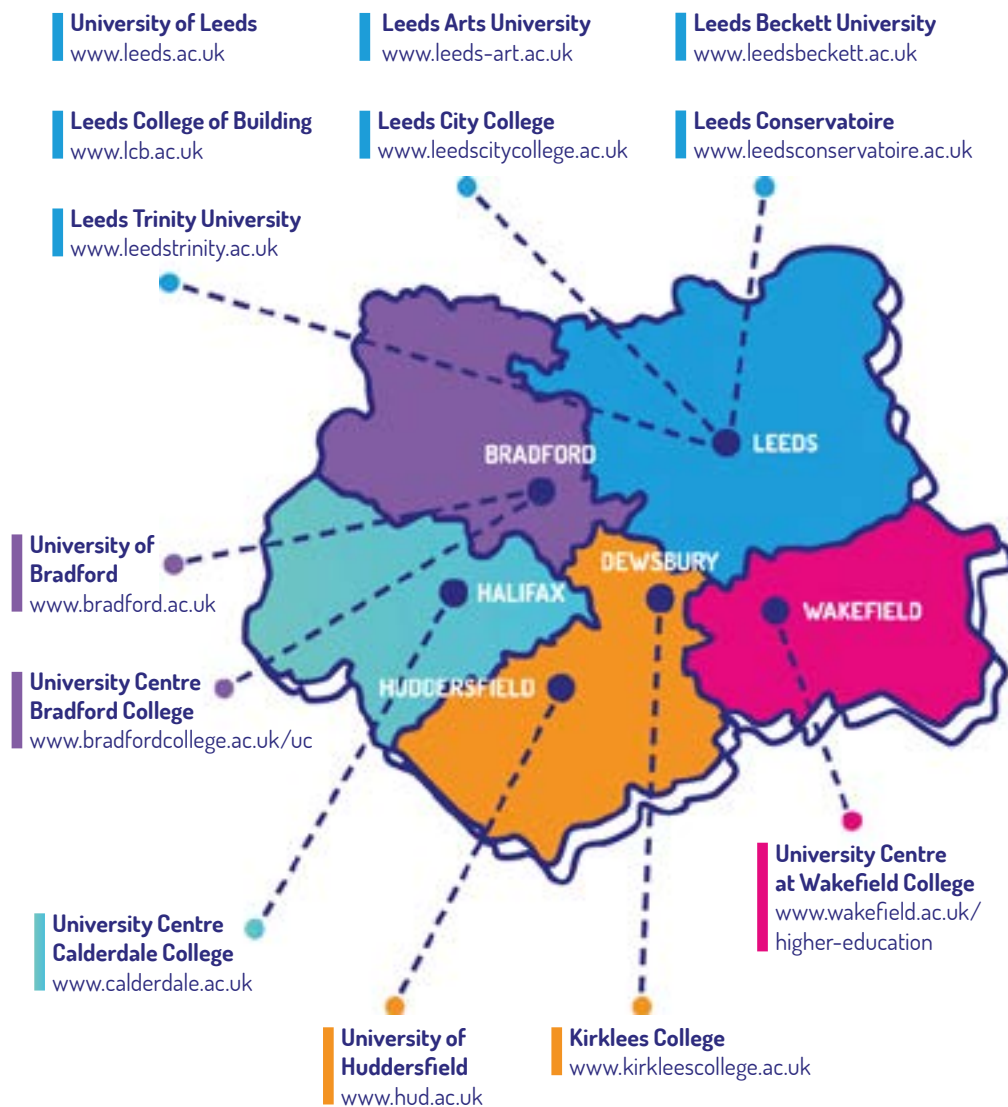 University of Leeds
www.leeds.ac.uk
Leeds Arts University
www.leeds-art.ac.uk
Leeds Beckett University
www.leedsbeckett.ac.uk
Leeds College of Building
www.lcb.ac.uk
Leeds City College
www.leedscitycollege.ac.uk
Leeds Conservatoire
www.leedsconservatoire.ac.uk
Leeds Trinity University
www.leedstrinity.ac.uk
LEEDS
BRADFORD
University of
Bradford
www.bradford.ac.uk
DEWSBURY
HALIFAX
WAKEFIELD
HUDDERSFIELD
University Centre
Bradford College
www.bradfordcollege.ac.uk/uc
University Centre
at Wakefield College
www.wakefield.ac.uk/
higher-education
University Centre
Calderdale College
www.calderdale.ac.uk
University of
Huddersfield
www.hud.ac.uk
Kirklees College
www.kirkleescollege.ac.uk